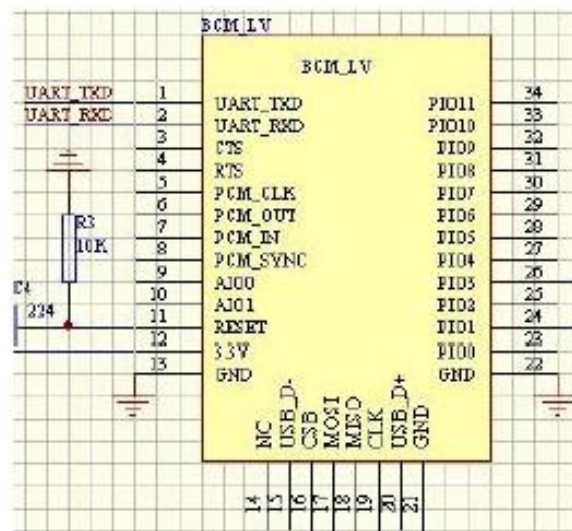 BCM_LV
BCM_LV
UART_TXD 1 UART_TXD PIO11 34
UART_RXD 2 UART_RXD PIO10 33
3 CTS PIO9 32
4 RTS PIO8 31
5 PCM_CLK PIO7 30
6 PCM_OUT PIO6 29
7 PCM_IN PIO5 28
8 PCM_SYNC PIO4 27
9 AIO0 PIO3 26
10 AIO1 PIO2 25
11 RESET PIO1 24
12 3.3V PIO0 23
13 GND GND 22
R3
10K
C4
224
NC USB_D- CSB MOSI MISO CLK USB_D+ GND
14 15 16 17 18 19 20 21